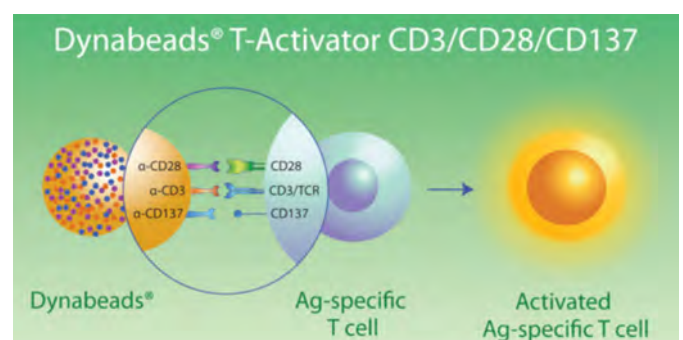 Dynabeads® T-Activator CD3/CD28/CD137
α-CD28 CD28
α-CD3 CD3/TCR
α-CD137 CD137
Dynabeads®
Ag-specific
T cell
Activated
Ag-specific T cell